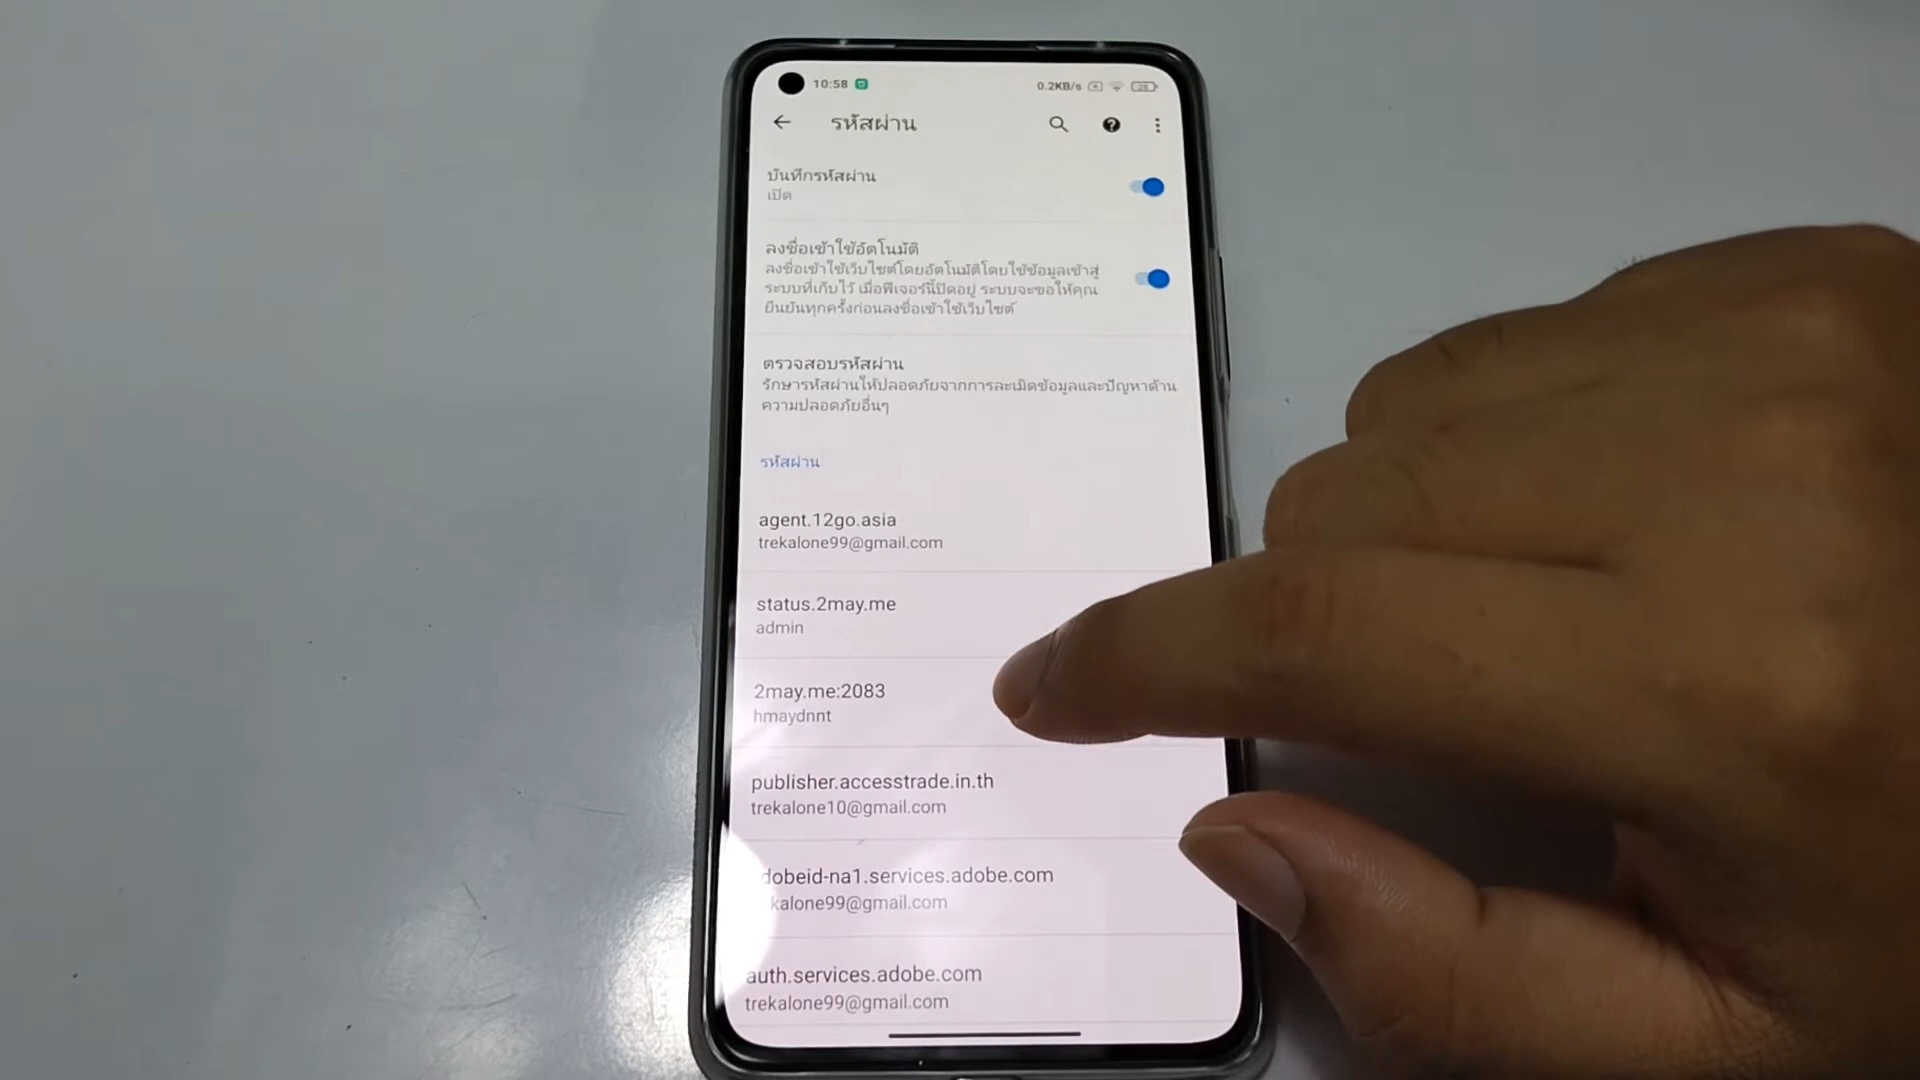 10:58
0.2KB/s
รหัสผ่าน
บันทึกรหัสผ่าน
เปิด
ลงชื่อเข้าใช้อัตโนมัติ
ลงชื่อเข้าใช้เว็บไซต์โดยอัตโนมัติโดยใช้ข้อมูลเข้าสู่
ระบบที่เก็บไว้ เมื่อฟีเจอร์นี้ปิดอยู่ ระบบจะขอให้คุณ
ยืนยันทุกครั้งก่อนลงชื่อเข้าใช้เว็บไซต์
ตรวจสอบรหัสผ่าน
รักษารหัสผ่านให้ปลอดภัยจากการละเมิดข้อมูลและปัญหาด้าน
ความปลอดภัยอื่นๆ
รหัสผ่าน
agent.12go.asia
trekalone99@gmail.com
status.2may.me
admin
2may.me:2083
hmaydnnt
publisher.accesstrade.in.th
trekalone10@gmail.com
dobeid-na1.services.adobe.com
kalone99@gmail.com
auth.services.adobe.com
trekalone99@gmail.com